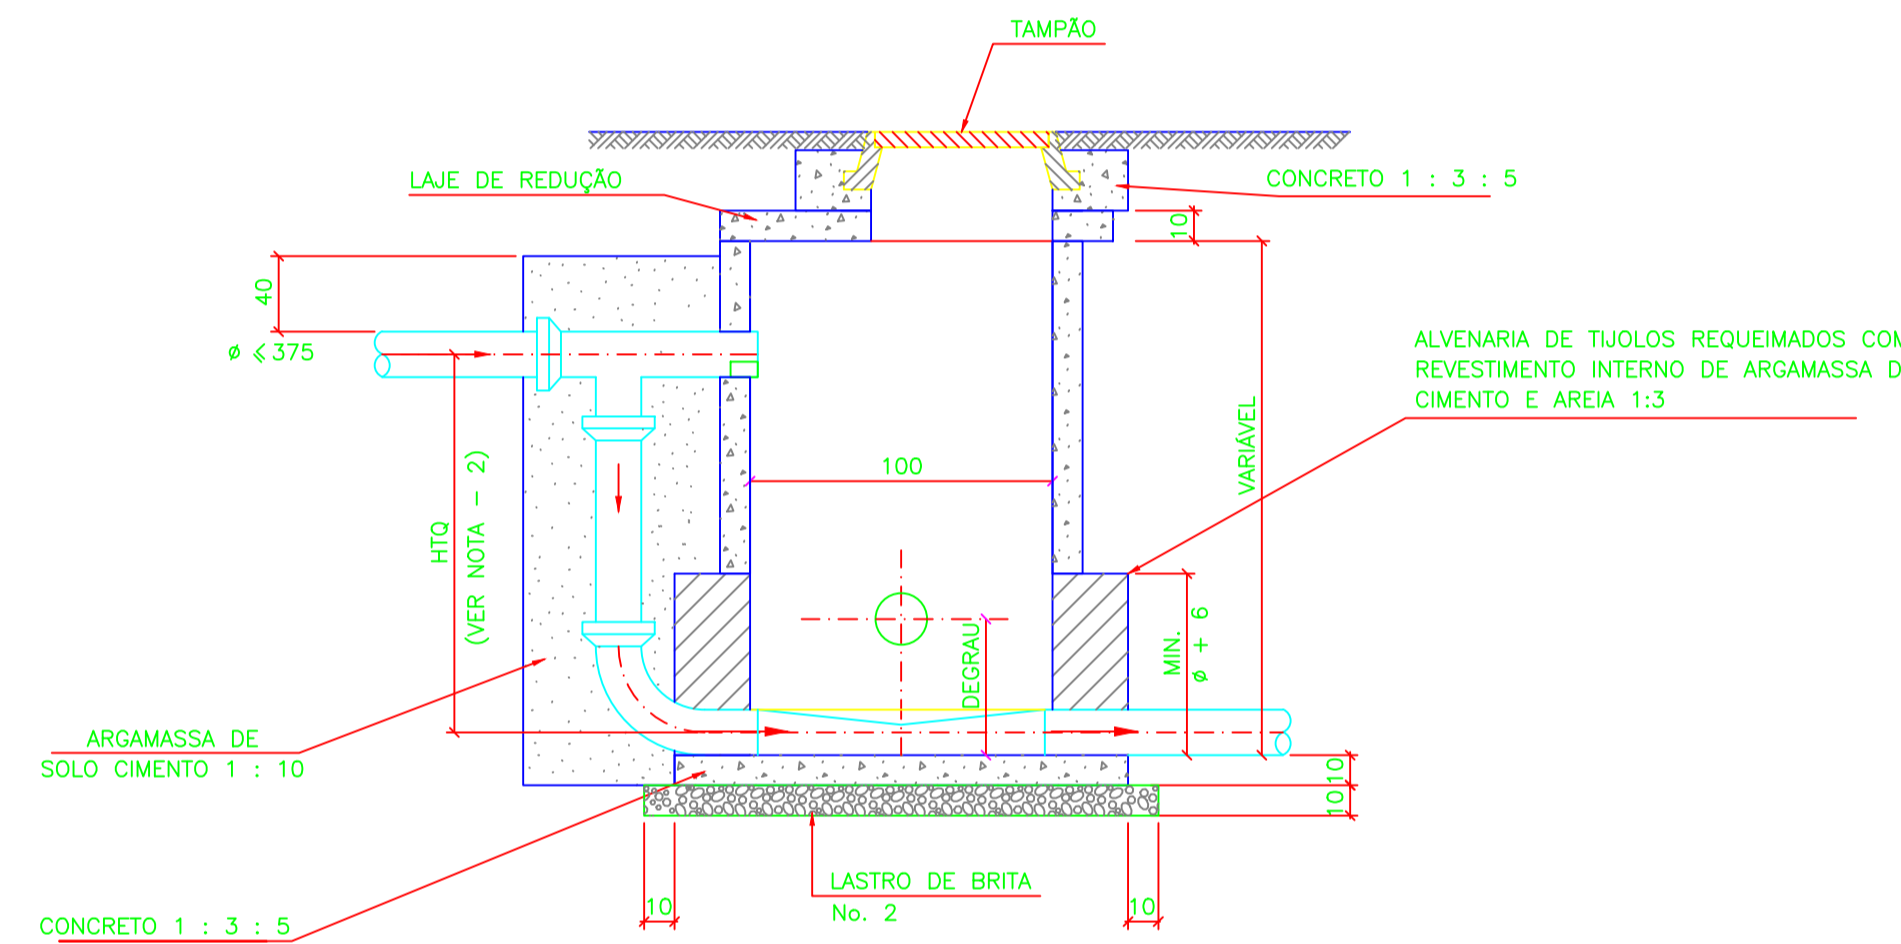 TAMPÃO
LAJE DE REDUÇÃO
CONCRETO 1 : 3 : 5
10
40
ø ⩽375
ALVENARIA DE TIJOLOS REQUEIMADOS
REVESTIMENTO INTERNO DE ARGAMASSA
CIMENTO E AREIA 1:3
VARIÁVEL
100
HTQ
(VER NOTA - 2)
DEGRAU
MIN.
ø + 6
ARGAMASSA DE
SOLO CIMENTO 1 : 10
10
10
LASTRO DE BRITA
No. 2
10
10
CONCRETO 1 : 3 : 5